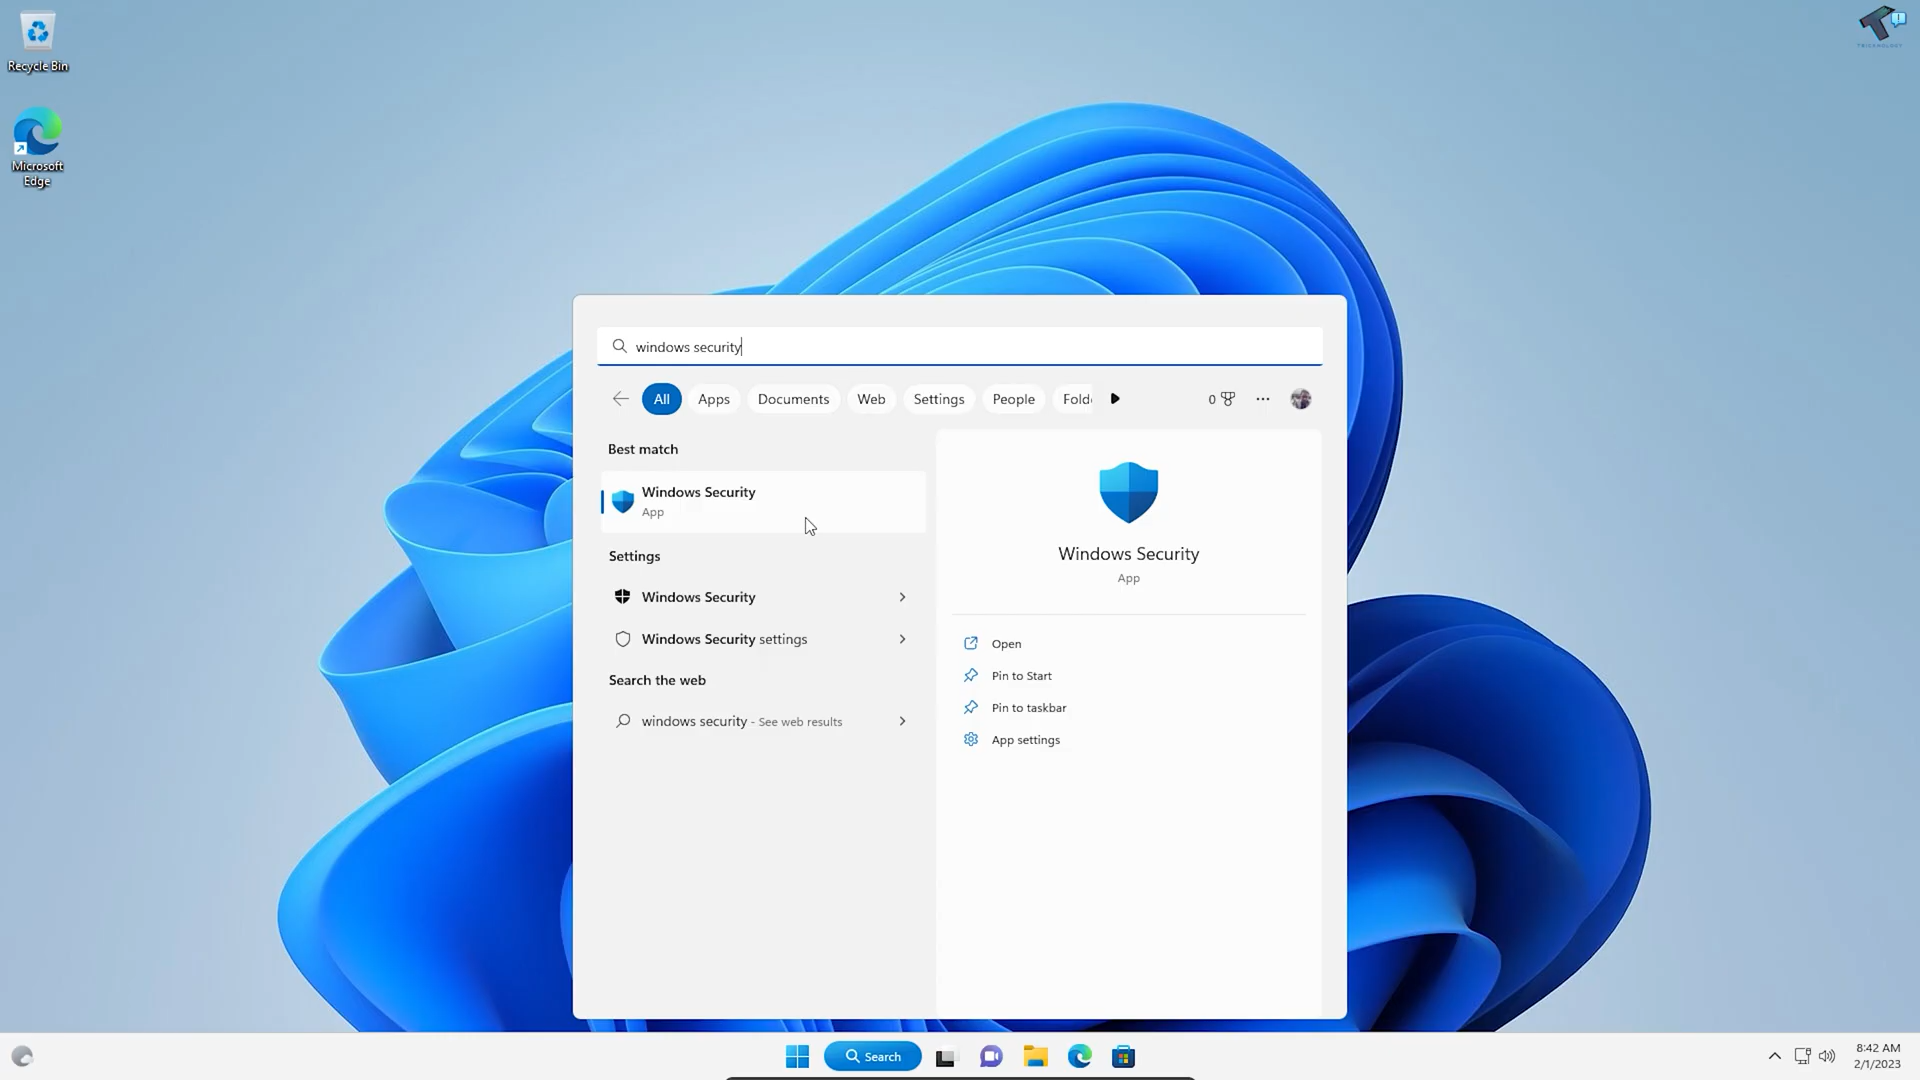 Recycle Bin
Microsoft
Edge
TRICKNOLOGY
windows security
All
Apps
Documents
Web
Settings
People
Fold
0
Best match
Windows Security
App
Settings
Windows Security
Windows Security settings
Search the web
windows security - See web results
Windows Security
App
Open
Pin to Start
Pin to taskbar
App settings
Search
8:42 AM
2/1/2023